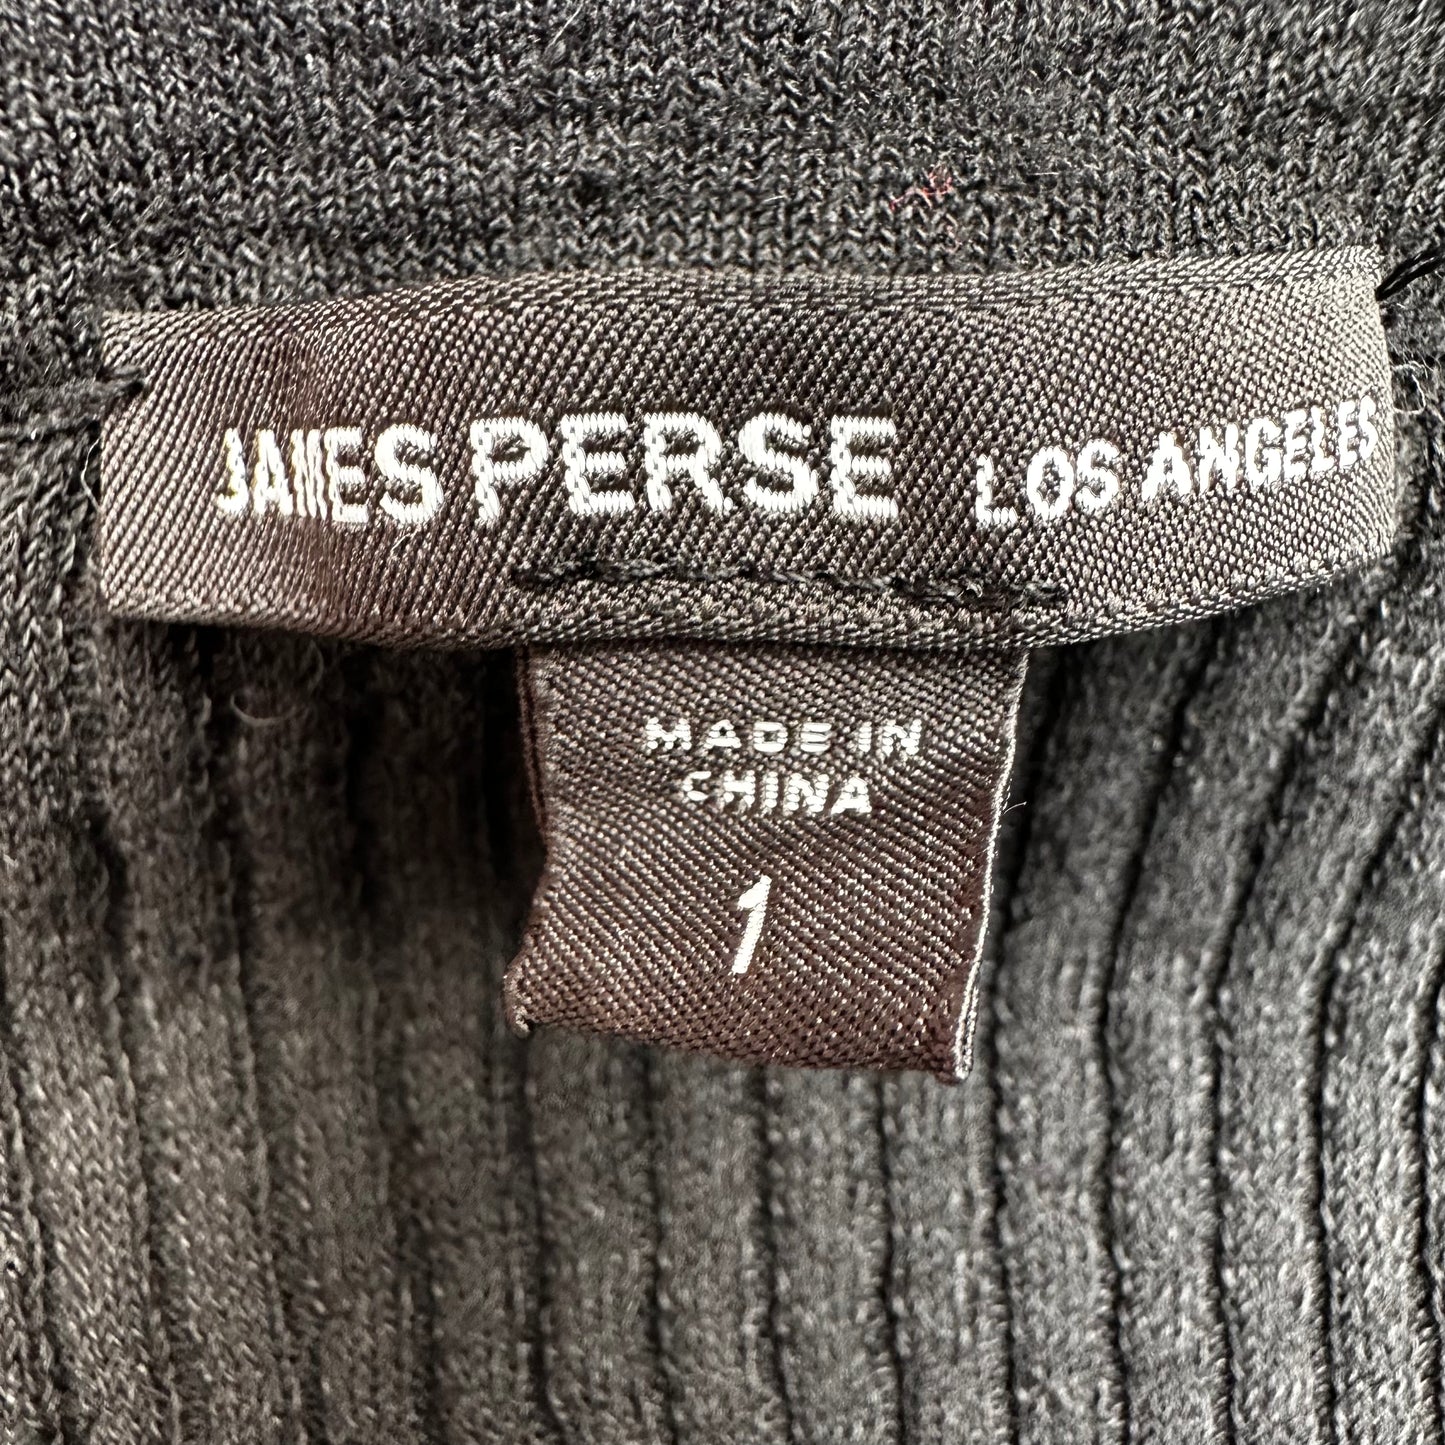 JAMES PERSE LOS ANGELES
MADE IN
CHINA
1